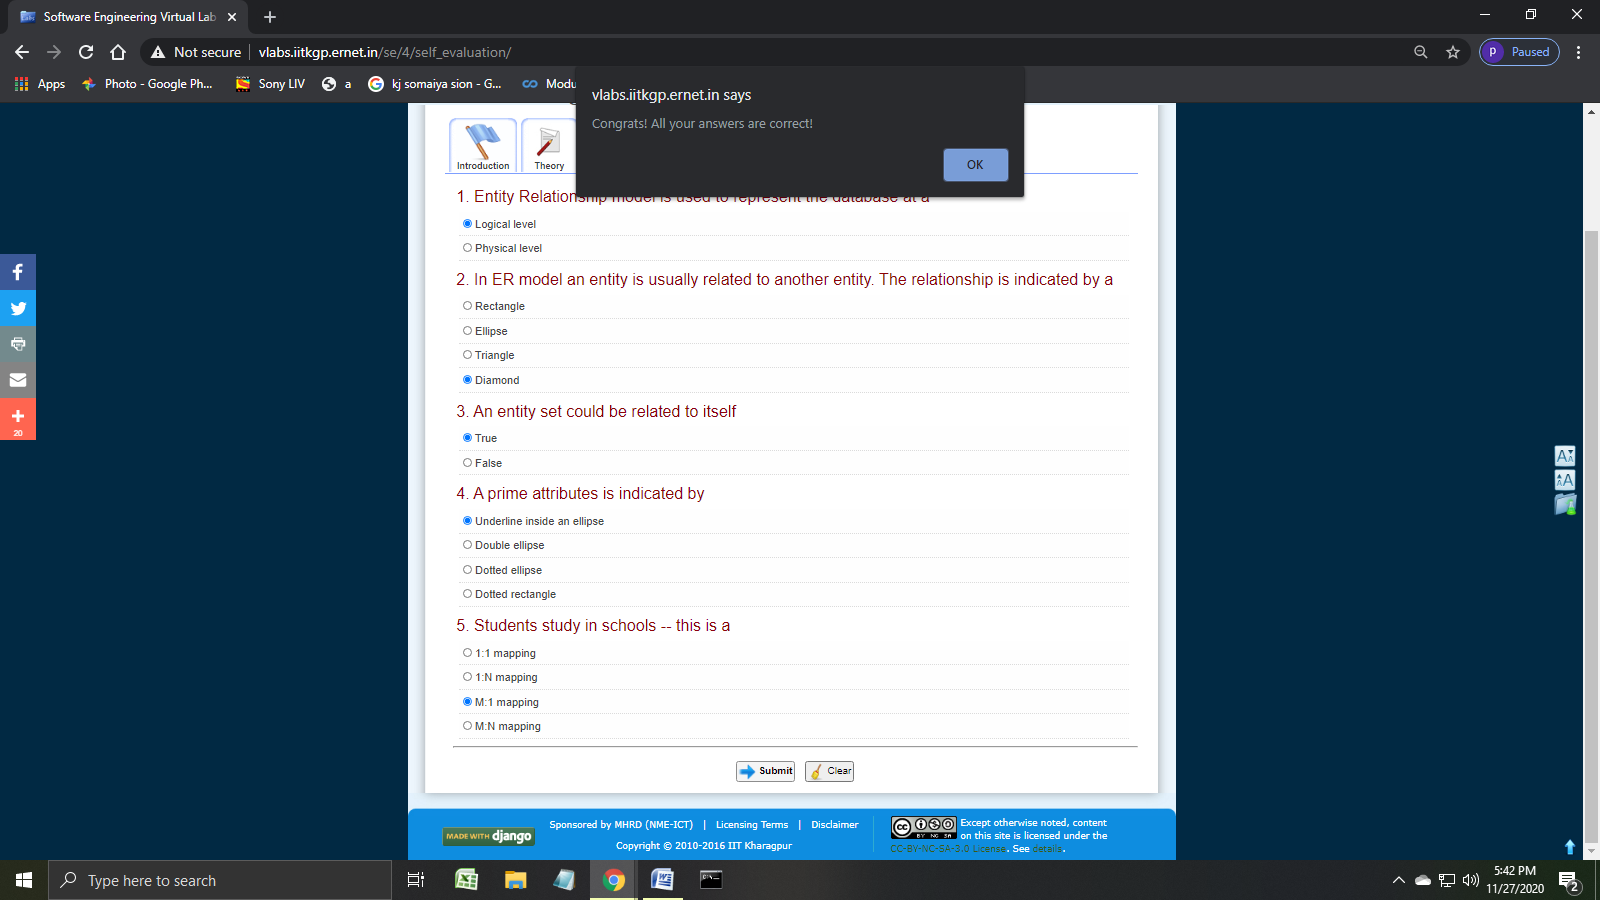 Software Engineering Virtual Lab
Not secure
vlabs.iitkgp.ernet.in/se/4/self_evaluation/
P
Paused
Apps
Photo - Google Ph...
Sony LIV
a
kj somaiya sion - G...
Modu
vlabs.iitkgp.ernet.in says
Congrats! All your answers are correct!
OK
Introduction
Theory
1. Entity Relationship model is used to represent the database at a
Logical level
Physical level
2. In ER model an entity is usually related to another entity. The relationship is indicated by a
Rectangle
Ellipse
Triangle
Diamond
3. An entity set could be related to itself
True
False
4. A prime attributes is indicated by
Underline inside an ellipse
Double ellipse
Dotted ellipse
Dotted rectangle
5. Students study in schools -- this is a
1:1 mapping
1:N mapping
M:1 mapping
M:N mapping
Submit
Clear
20
MADE WITH django
Sponsored by MHRD (NME-ICT) | Licensing Terms | Disclaimer
Copyright © 2010-2016 IIT Kharagpur
cc BY NC SA
Except otherwise noted, content
on this site is licensed under the
CC-BY-NC-SA-3.0 License. See details.
Type here to search
5:42 PM
11/27/2020
2